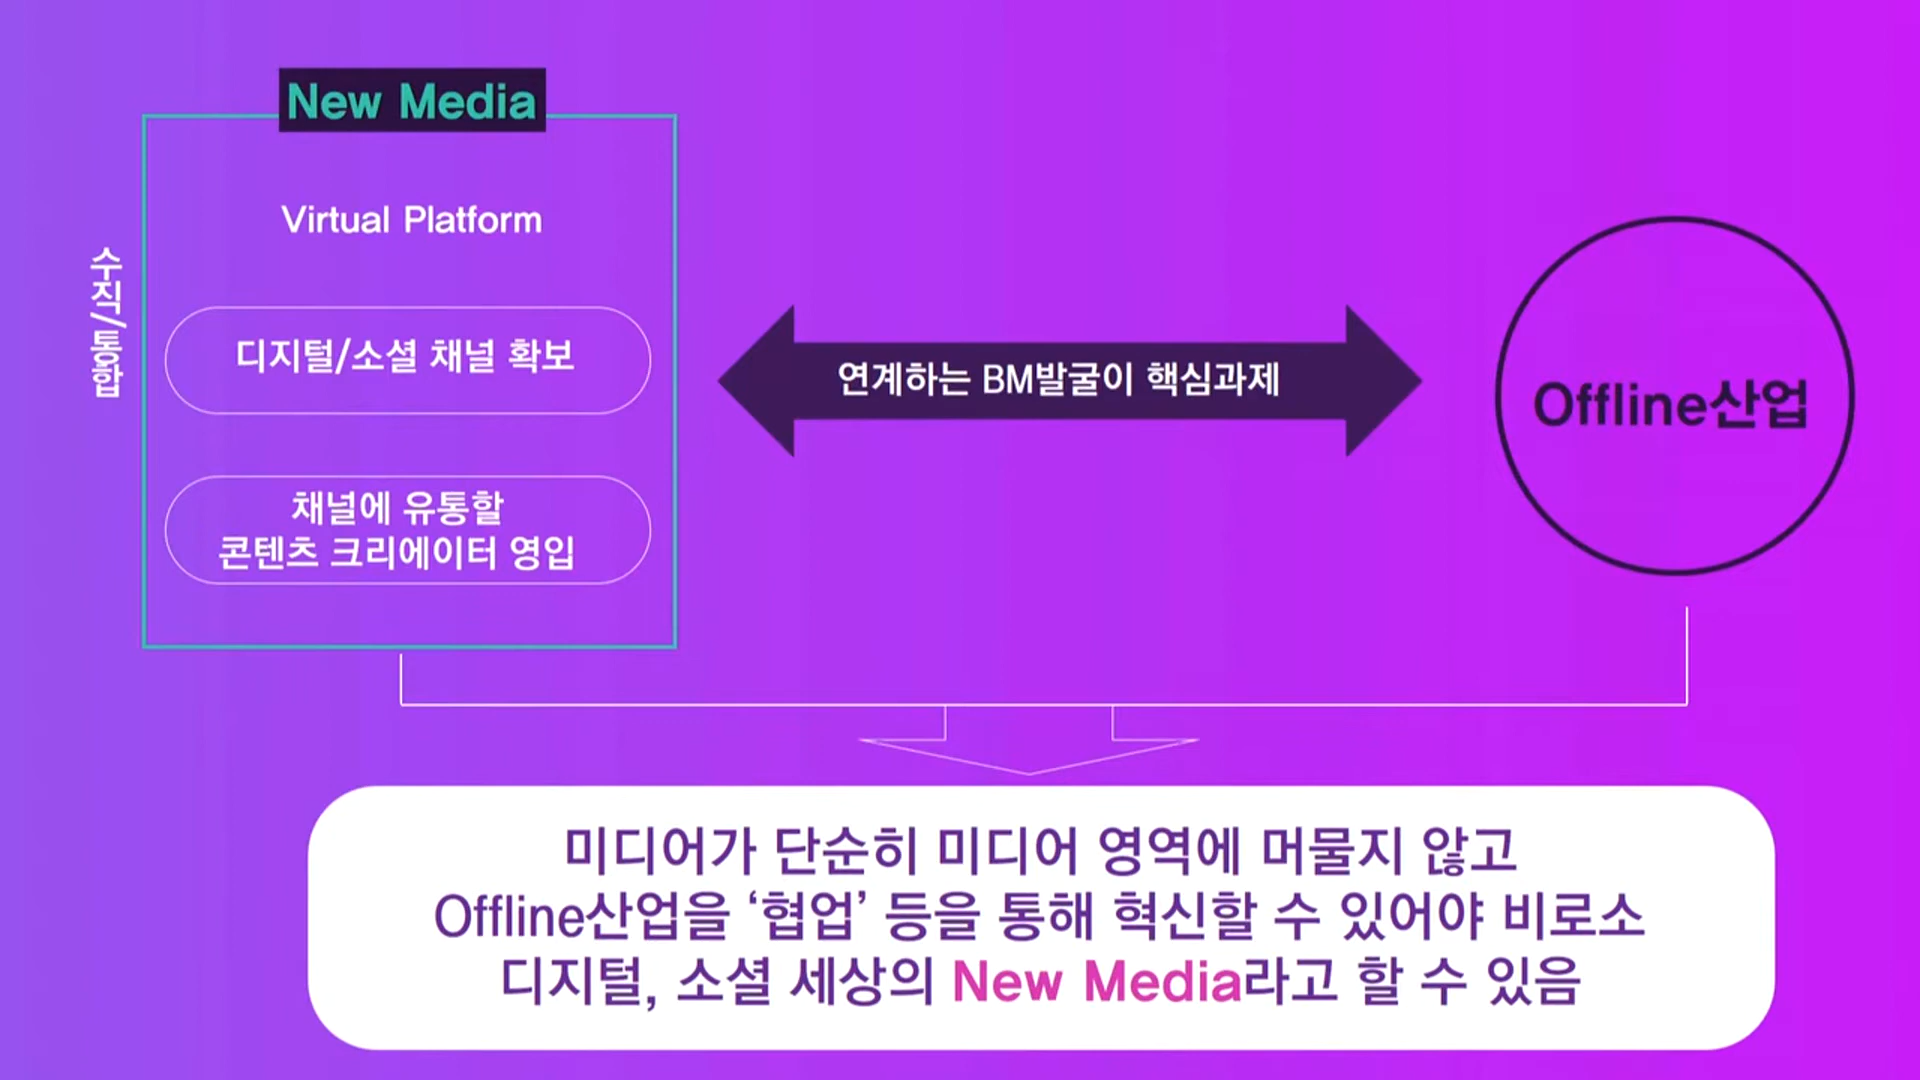 New Media
Virtual Platform
수직/통합
디지털/소셜 채널 확보
채널에 유통할
콘텐츠 크리에이터 영입
연계하는 BM발굴이 핵심과제
Offline산업
미디어가 단순히 미디어 영역에 머물지 않고
Offline산업을 ‘협업’ 등을 통해 혁신할 수 있어야 비로소
디지털, 소셜 세상의 New Media라고 할 수 있음